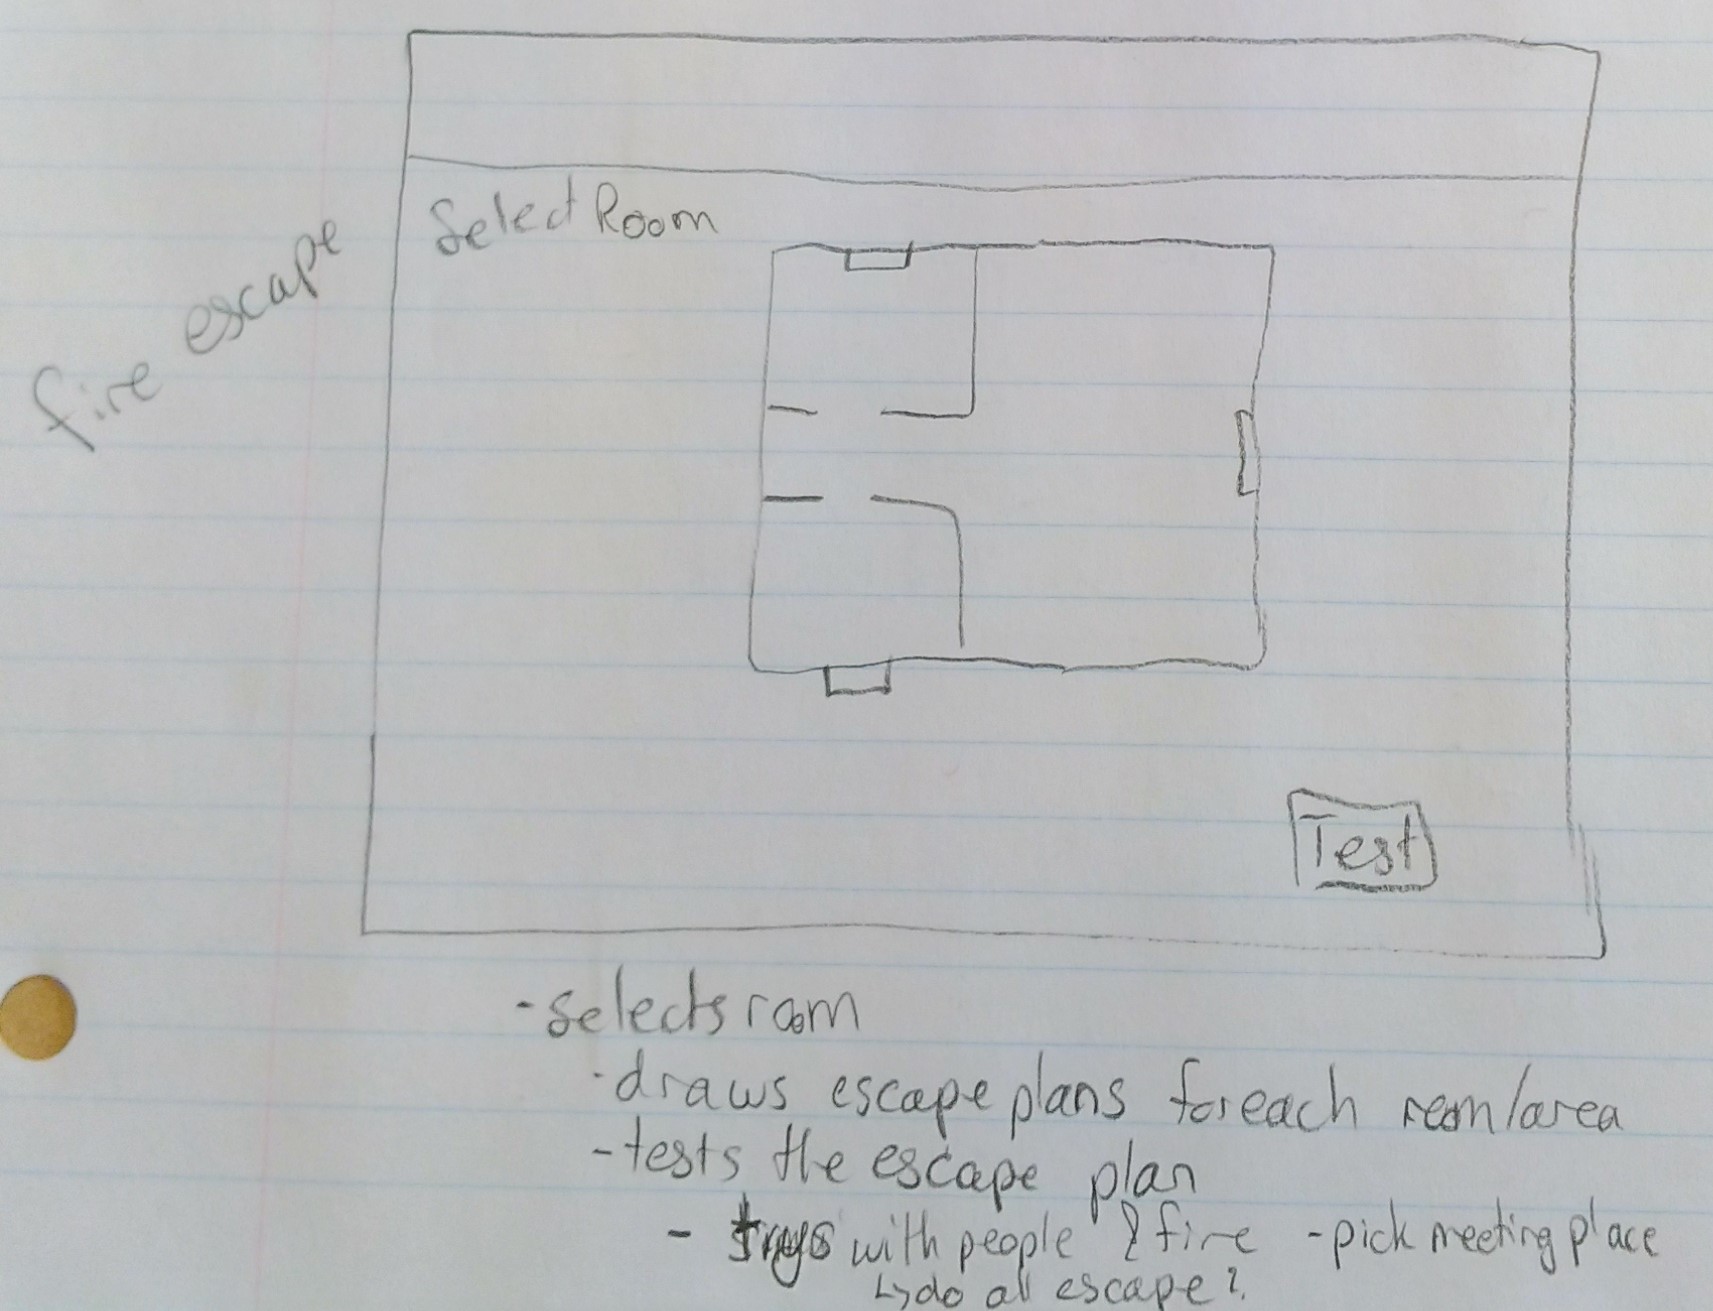 fire escape
Select Room
Test
- selects room
- draws escape plans for each room/area
- tests the escape plan
- trys with people & fire - pick meeting place
↳ do all escape?